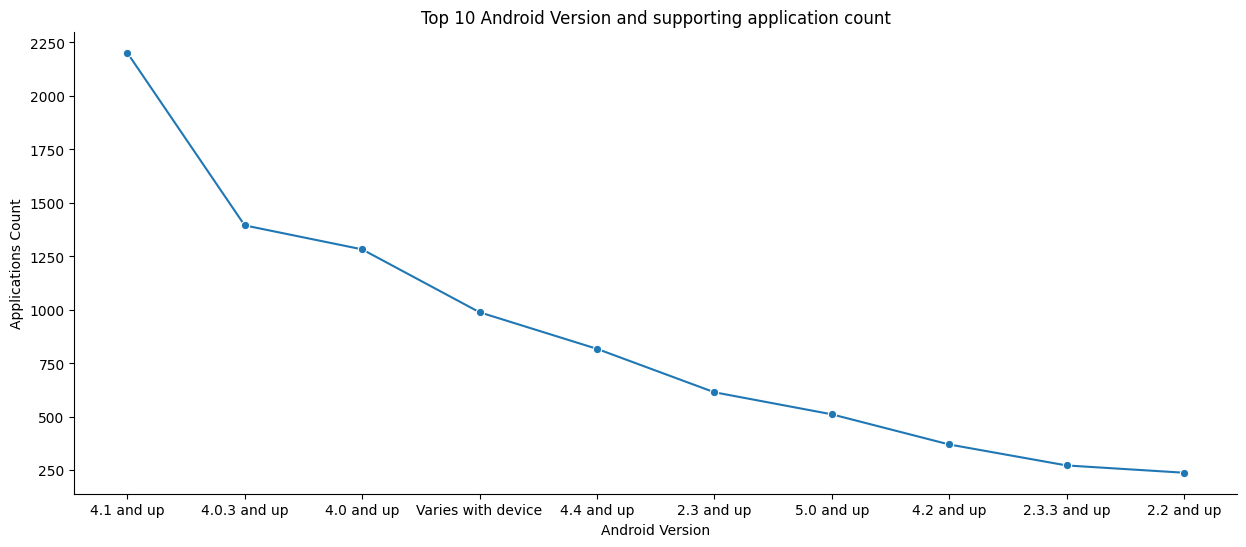 Top 10 Android Version and supporting application count
Applications Count
2250
2000
1750
1500
1250
1000
750
500
250
4.1 and up 4.0.3 and up 4.0 and up Varies with device 4.4 and up 2.3 and up 5.0 and up 4.2 and up 2.3.3 and up 2.2 and up
Android Version